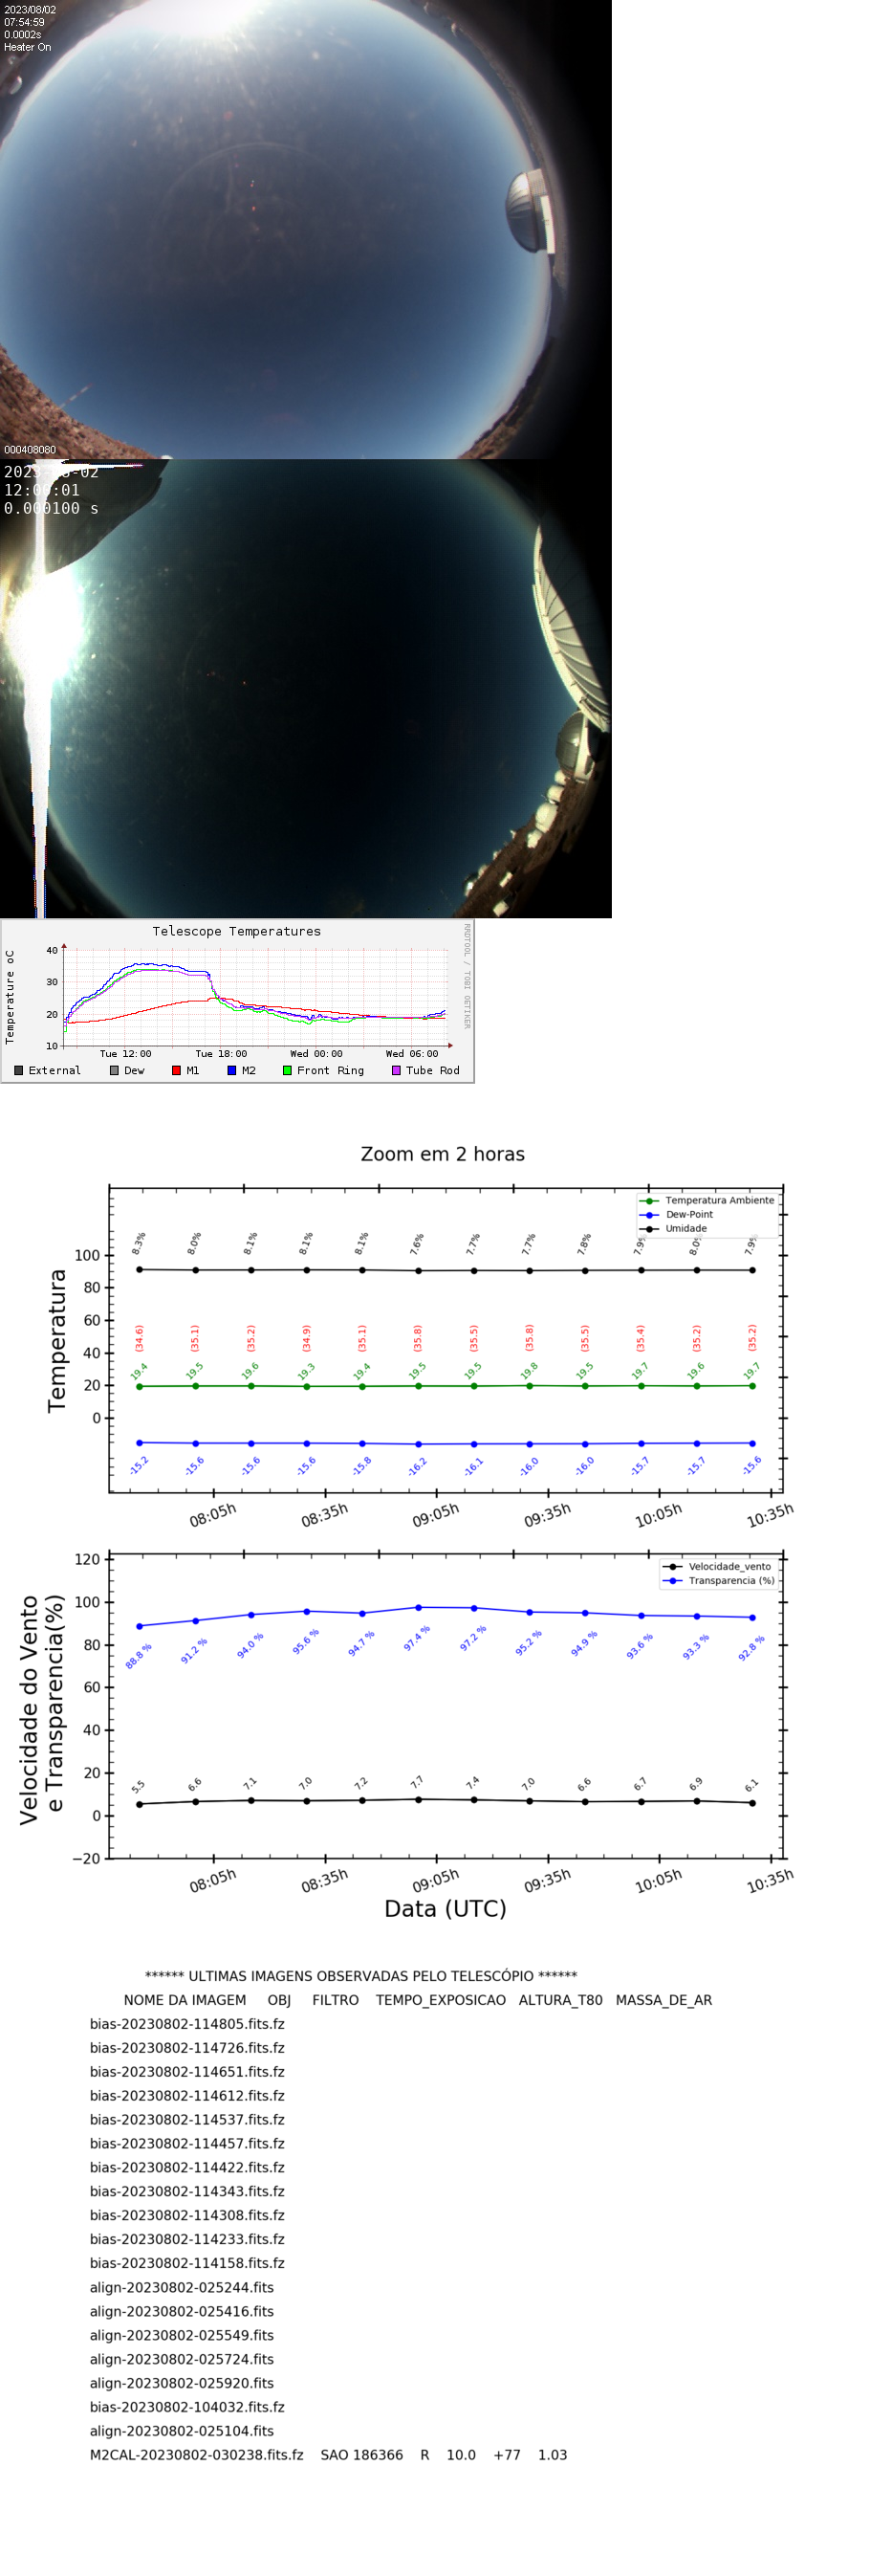 2023/08/02
07:54:59
0.0002s
Heater On
000408080
12:00:01
0.000100 s
Telescope Temperatures
RRDTOOL / TOBI OETIKER
Temperature oC
40
30
20
10
Tue 12:00 Tue 18:00 Wed 00:00 Wed 06:00
External Dew M1 M2 Front Ring Tube Rod
Zoom em 2 horas
Temperatura Ambiente
Dew-Point
Umidade
Temperatura
100
80
60
40
20
0
8.3% 8.0% 8.1% 8.1% 8.1% 7.6% 7.7% 7.7% 7.8% 7.9% 8.0% 7.9%
(34.6) (35.1) (35.2) (34.9) (35.1) (35.8) (35.5) (35.8) (35.5) (35.4) (35.2) (35.2)
19.4 19.5 19.6 19.3 19.4 19.5 19.5 19.8 19.5 19.7 19.6 19.7
-15.2 -15.6 -15.6 -15.6 -15.8 -16.2 -16.1 -16.0 -16.0 -15.7 -15.7 -15.6
08:05h 08:35h 09:05h 09:35h 10:05h 10:35h
Velocidade_vento
Transparencia (%)
Velocidade do Vento
e Transparencia(%)
120
100
80
60
40
20
0
−20
88.8 % 91.2 % 94.0 % 95.6 % 94.7 % 97.4 % 97.2 % 95.2 % 94.9 % 93.6 % 93.3 % 92.8 %
5.5 6.6 7.1 7.0 7.2 7.7 7.4 7.0 6.6 6.7 6.9 6.1
08:05h 08:35h 09:05h 09:35h 10:05h 10:35h
Data (UTC)
****** ULTIMAS IMAGENS OBSERVADAS PELO TELESCÓPIO ******
NOME DA IMAGEM OBJ FILTRO TEMPO_EXPOSICAO ALTURA_T80 MASSA_DE_AR
bias-20230802-114805.fits.fz
bias-20230802-114726.fits.fz
bias-20230802-114651.fits.fz
bias-20230802-114612.fits.fz
bias-20230802-114537.fits.fz
bias-20230802-114457.fits.fz
bias-20230802-114422.fits.fz
bias-20230802-114343.fits.fz
bias-20230802-114308.fits.fz
bias-20230802-114233.fits.fz
bias-20230802-114158.fits.fz
align-20230802-025244.fits
align-20230802-025416.fits
align-20230802-025549.fits
align-20230802-025724.fits
align-20230802-025920.fits
bias-20230802-104032.fits.fz
align-20230802-025104.fits
M2CAL-20230802-030238.fits.fz SAO 186366 R 10.0 +77 1.03